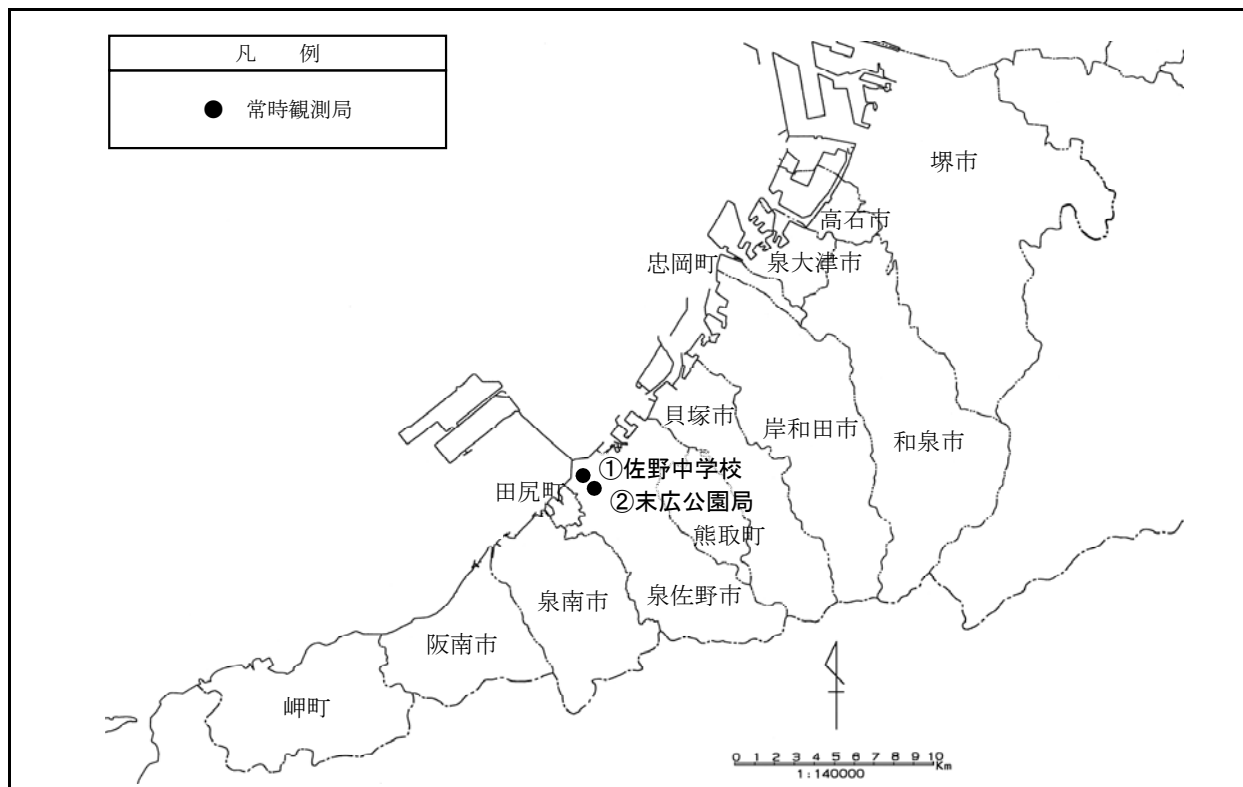 凡　例
● 常時観測局
堺市
高石市
泉大津市
忠岡町
貝塚市
岸和田市
和泉市
①佐野中学校
田尻町
②末広公園局
熊取町
泉南市
泉佐野市
阪南市
岬町
0 1 2 3 4 5 6 7 8 9 10 Km
1:140000